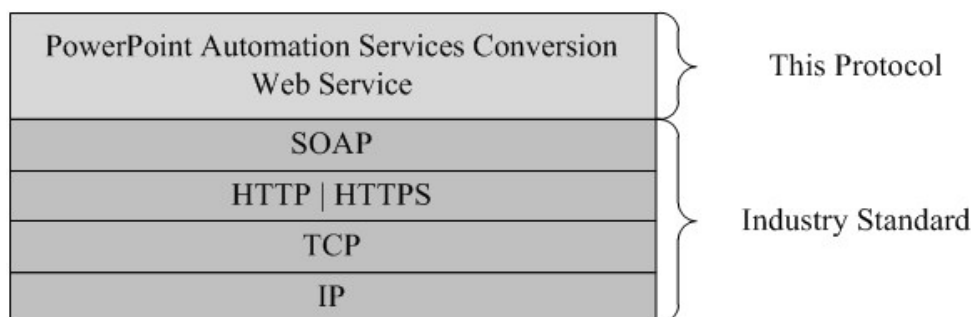 PowerPoint Automation Services Conversion
Web Service
This Protocol
SOAP
HTTP | HTTPS
TCP
IP
Industry Standard